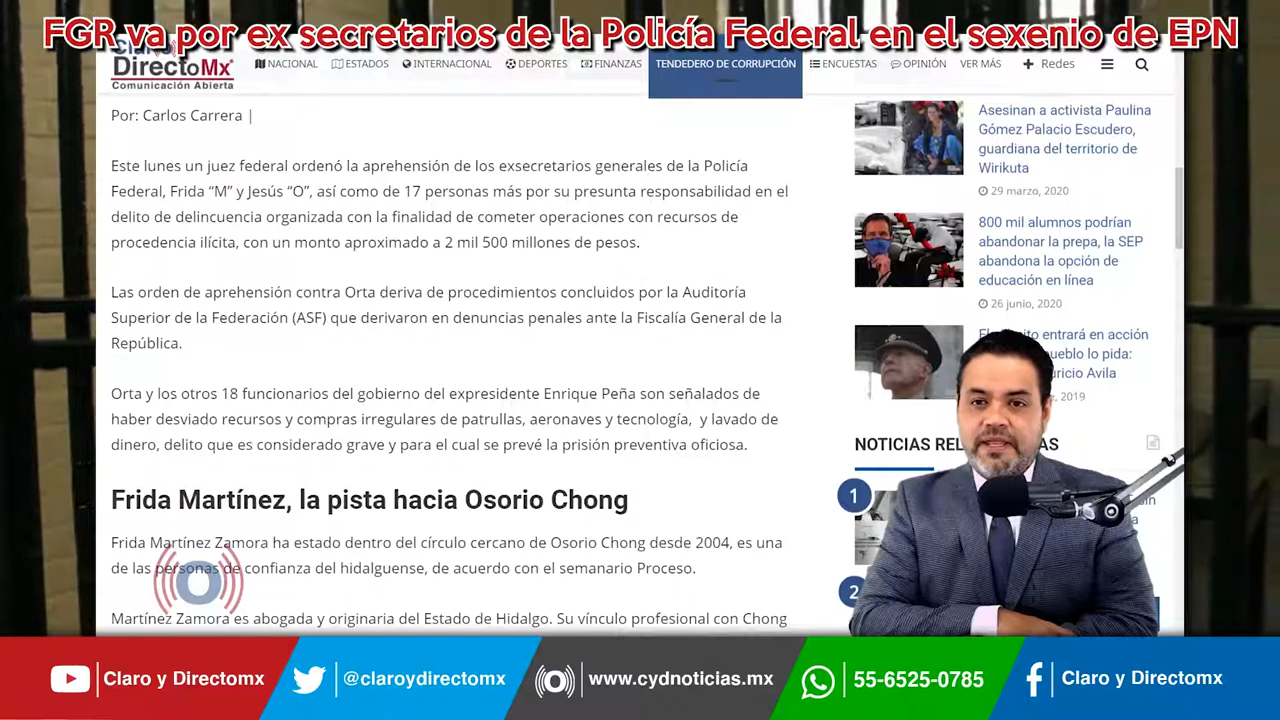 FGR va por ex secretarios de la Policía Federal en el sexenio de EPN
Claro
DirectoMx
Comunicación Abierta
NACIONAL ESTADOS INTERNACIONAL DEPORTES FINANZAS TENDEDERO DE CORRUPCIÓN ENCUESTAS OPINIÓN VER MÁS Redes
Por: Carlos Carrera |
Este lunes un juez federal ordenó la aprehensión de los exsecretarios generales de la Policía
Federal, Frida “M” y Jesús “O”, así como de 17 personas más por su presunta responsabilidad en el
delito de delincuencia organizada con la finalidad de cometer operaciones con recursos de
procedencia ilícita, con un monto aproximado a 2 mil 500 millones de pesos.
Las orden de aprehensión contra Orta deriva de procedimientos concluidos por la Auditoría
Superior de la Federación (ASF) que derivaron en denuncias penales ante la Fiscalía General de la
República.
Orta y los otros 18 funcionarios del gobierno del expresidente Enrique Peña son señalados de
haber desviado recursos y compras irregulares de patrullas, aeronaves y tecnología, y lavado de
dinero, delito que es considerado grave y para el cual se prevé la prisión preventiva oficiosa.
Frida Martínez, la pista hacia Osorio Chong
Frida Martínez Zamora ha estado dentro del círculo cercano de Osorio Chong desde 2004, es una
de las personas de confianza del hidalguense, de acuerdo con el semanario Proceso.
Martínez Zamora es abogada y originaria del Estado de Hidalgo. Su vínculo profesional con Chong
Asesinan a activista Paulina
Gómez Palacio Escudero,
guardiana del territorio de
Wirikuta
29 marzo, 2020
800 mil alumnos podrían
abandonar la prepa, la SEP
abandona la opción de
educación en línea
26 junio, 2020
entrará en acción
pueblo lo pida:
Avila
2019
NOTICIAS
1
2
Claro y Directomx
@claroydirectomx
www.cydnoticias.mx
55-6525-0785
Claro y Directomx